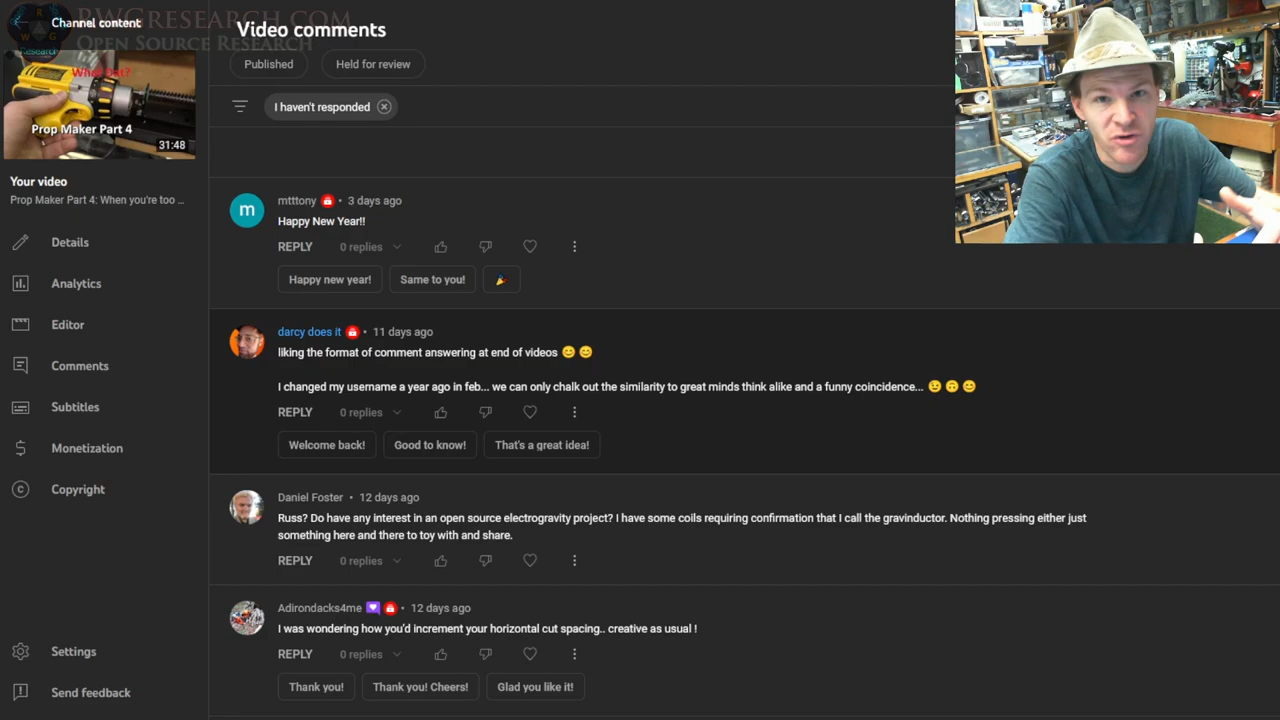 RWGresearch.com
Open Source Research
Channel content
Video comments
Published
Held for review
I haven't responded
Prop Maker Part 4
31:48
Your video
Prop Maker Part 4: When you're too ...
Details
Analytics
Editor
Comments
Subtitles
Monetization
Copyright
Settings
Send feedback
m
mtttony • 3 days ago
Happy New Year!!
REPLY 0 replies
Happy new year! Same to you!
darcy does it • 11 days ago
liking the format of comment answering at end of videos 😊 😊
I changed my username a year ago in feb... we can only chalk out the similarity to great minds think alike and a funny coincidence... 😉 🙃 😊
REPLY 0 replies
Welcome back! Good to know! That's a great idea!
Daniel Foster • 12 days ago
Russ? Do have any interest in an open source electrogravity project? I have some coils requiring confirmation that I call the gravinductor. Nothing pressing either just
something here and there to toy with and share.
REPLY 0 replies
Adirondacks4me • 12 days ago
I was wondering how you'd increment your horizontal cut spacing.. creative as usual !
REPLY 0 replies
Thank you! Thank you! Cheers! Glad you like it!